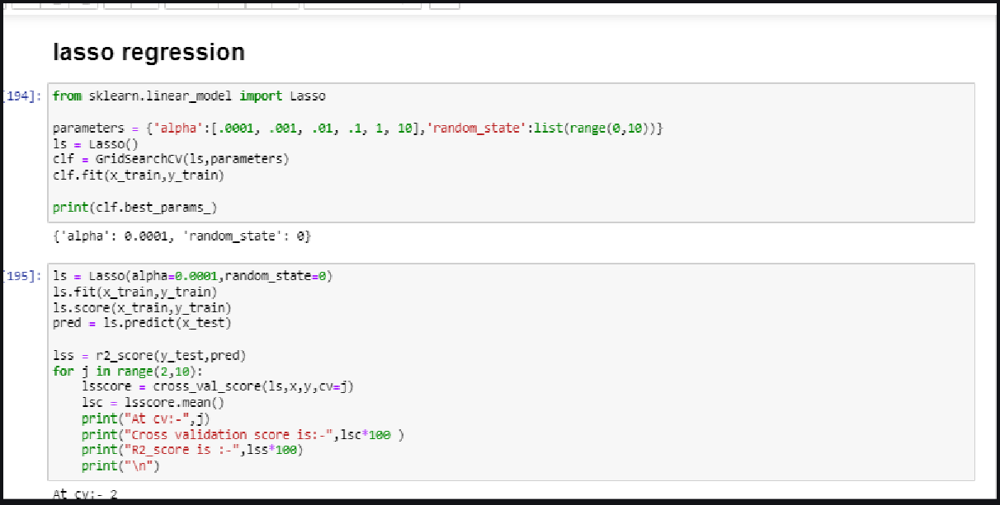 lasso regression
[194]:
from sklearn.linear_model import Lasso
parameters = {'alpha':[.0001, .001, .01, .1, 1, 10],'random_state':list(range(0,10))}
ls = Lasso()
clf = GridSearchCV(ls,parameters)
clf.fit(x_train,y_train)
print(clf.best_params_)
{'alpha': 0.0001, 'random_state': 0}
[195]:
ls = Lasso(alpha=0.0001,random_state=0)
ls.fit(x_train,y_train)
ls.score(x_train,y_train)
pred = ls.predict(x_test)
lss = r2_score(y_test,pred)
for j in range(2,10):
    lsscore = cross_val_score(ls,x,y,cv=j)
    lsc = lsscore.mean()
    print("At cv:-",j)
    print("Cross validation score is:-",lsc*100 )
    print("R2_score is :-",lss*100)
    print("\n")
At cv:- 2